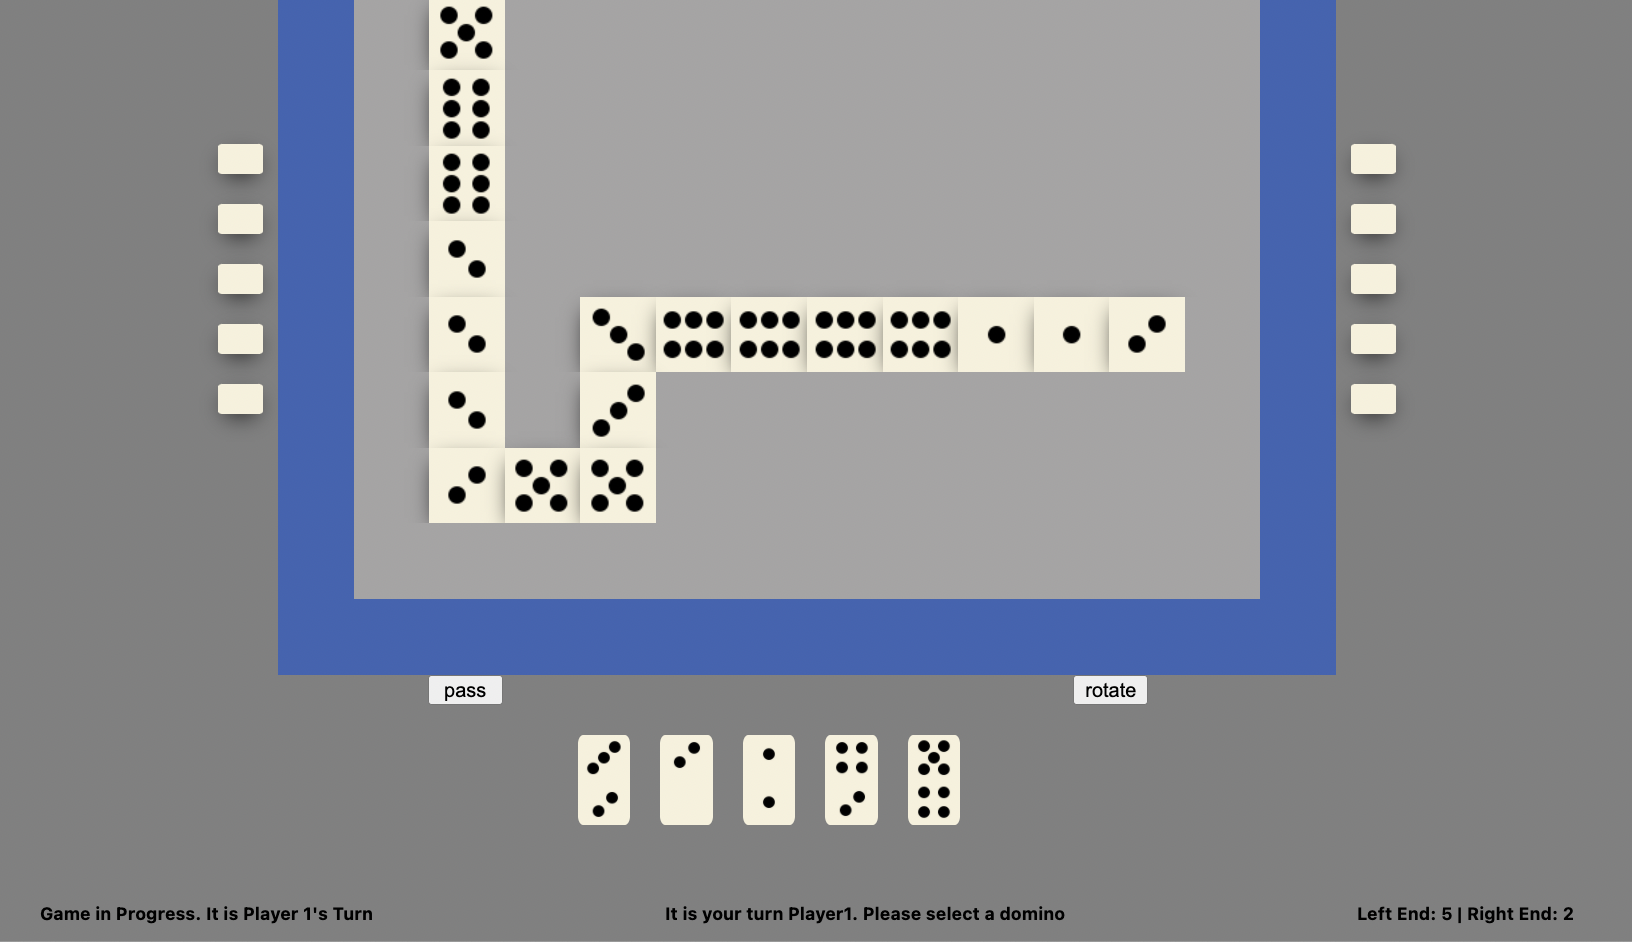 pass
rotate
Game in Progress. It is Player 1's Turn
It is your turn Player1. Please select a domino
Left End: 5 | Right End: 2